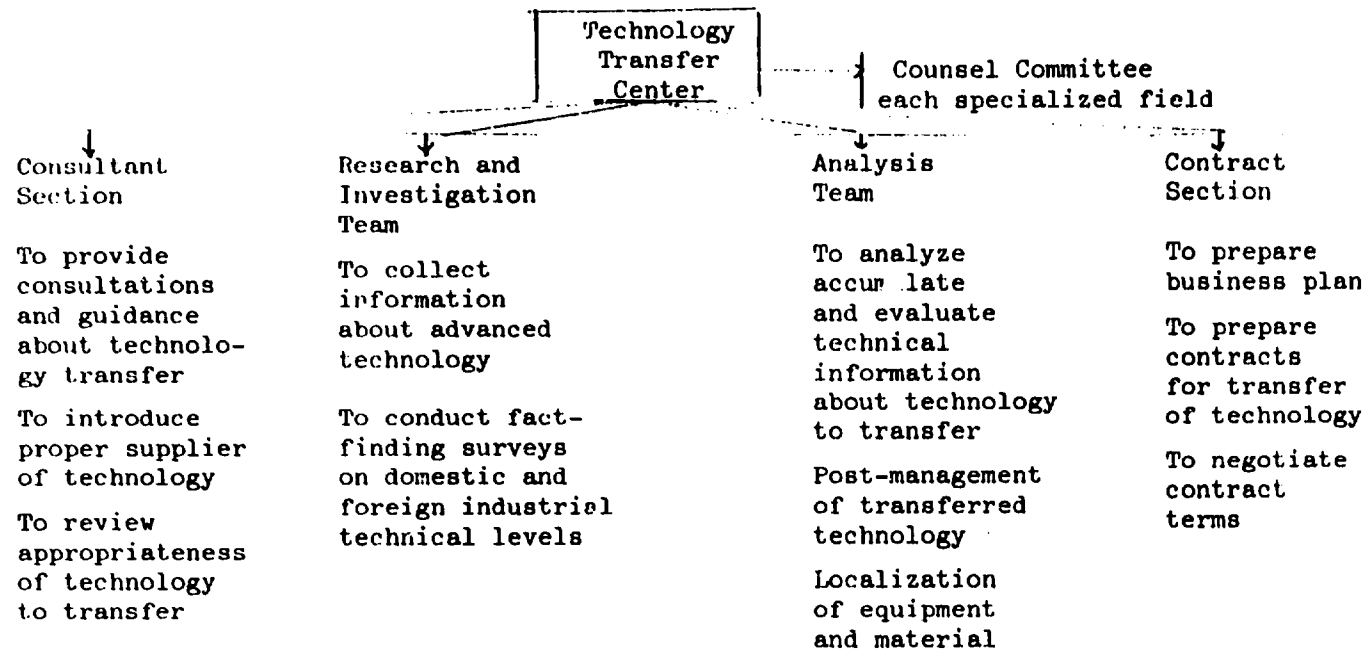 Technology
Transfer
Center
Counsel Committee
each specialized field
Consultant
Section
To provide
consultations
and guidance
about technolo-
gy transfer
To introduce
proper supplier
of technology
To review
appropriateness
of technology
to transfer
Research and
Investigation
Team
To collect
information
about advanced
technology
To conduct fact-
finding surveys
on domestic and
foreign industrial
technical levels
Analysis
Team
To analyze
accum late
and evaluate
technical
information
about technology
to transfer
Post-management
of transferred
technology
Localization
of equipment
and material
Contract
Section
To prepare
business plan
To prepare
contracts
for transfer
of technology
To negotiate
contract
terms